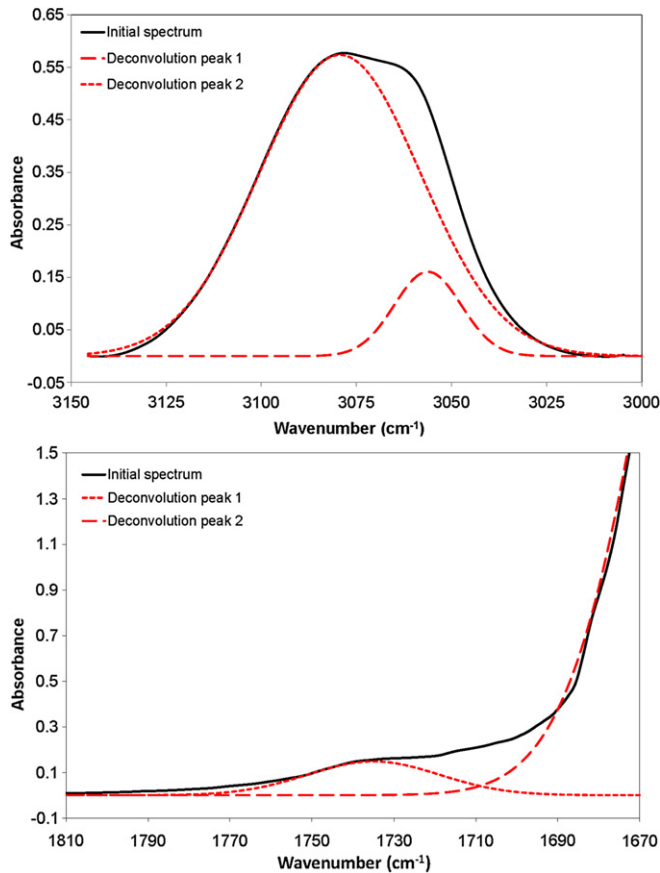 0.65
0.55
0.45
0.35
0.25
0.15
0.05
-0.05
Absorbance
Initial spectrum
Deconvolution peak 1
Deconvolution peak 2
3150 3125 3100 3075 3050 3025 3000
Wavenumber (cm-1)
1.5
1.3
1.1
0.9
0.7
0.5
0.3
0.1
-0.1
Absorbance
Initial spectrum
Deconvolution peak 1
Deconvolution peak 2
1810 1790 1770 1750 1730 1710 1690 1670
Wavenumber (cm-1)